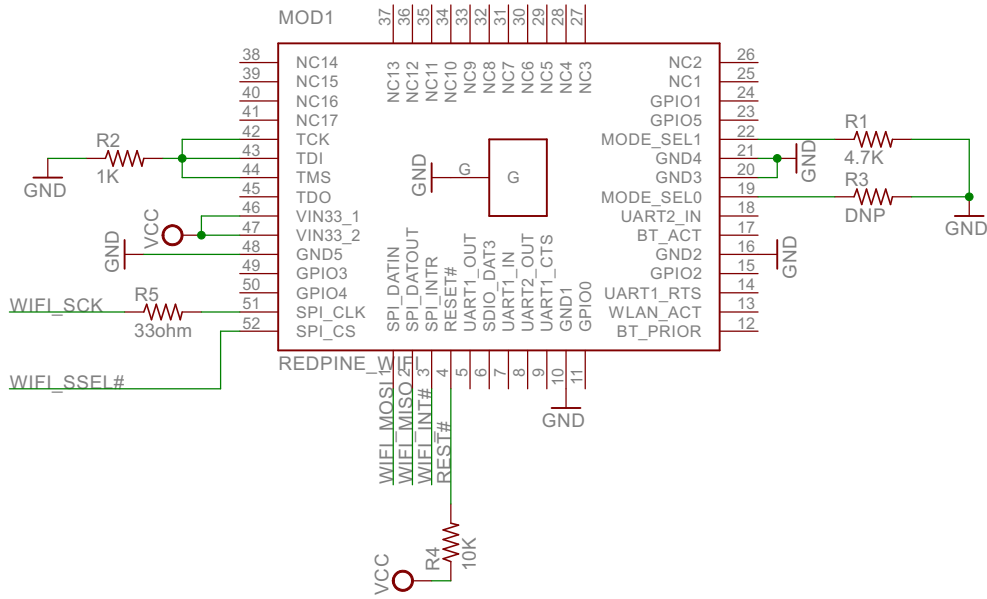 MOD1
37
36
35
34
33
32
31
30
29
28
27
NC13
NC12
NC11
NC10
NC9
NC8
NC7
NC6
NC5
NC4
NC3
38 NC14
39 NC15
40 NC16
41 NC17
42 TCK
43 TDI
44 TMS
45 TDO
46 VIN33_1
47 VIN33_2
48 GND5
49 GPIO3
50 GPIO4
51 SPI_CLK
52 SPI_CS
R2
1K
GND
VCC
GND
WIFI_SCK
R5
33ohm
WIFI_SSEL#
GND
G
G
NC2 26
NC1 25
GPIO1 24
GPIO5 23
MODE_SEL1 22
GND4 21
GND3 20
MODE_SEL0 19
UART2_IN 18
BT_ACT 17
GND2 16
GPIO2 15
UART1_RTS 14
WLAN_ACT 13
BT_PRIOR 12
R1
4.7K
GND
R3
DNP
GND
GND
SPI_DATIN
SPI_DATOUT
SPI_INTR
RESET#
UART1_OUT
SDIO_DAT3
UART1_IN
UART2_OUT
UART1_CTS
GND1
GPIO0
REDPINE_WIFI
1
2
3
4
5
6
7
8
9
10
11
WIFI_MOSI
WIFI_MISO
WIFI_INT#
REST#
GND
R4
10K
VCC